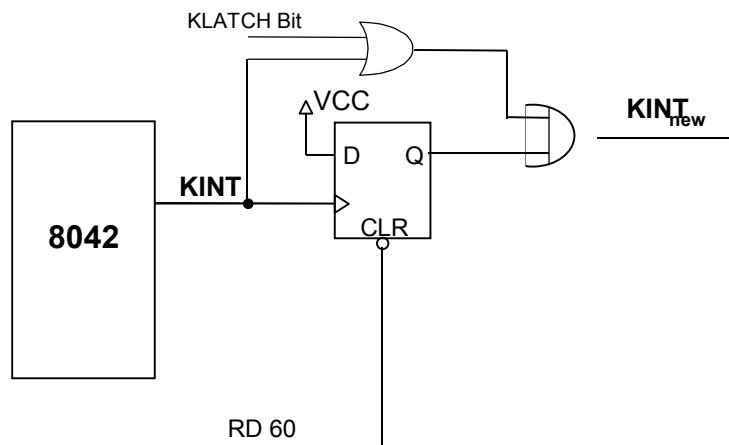 KLATCH Bit
VCC
KINT
new
D
Q
KINT
8042
CLR
RD 60